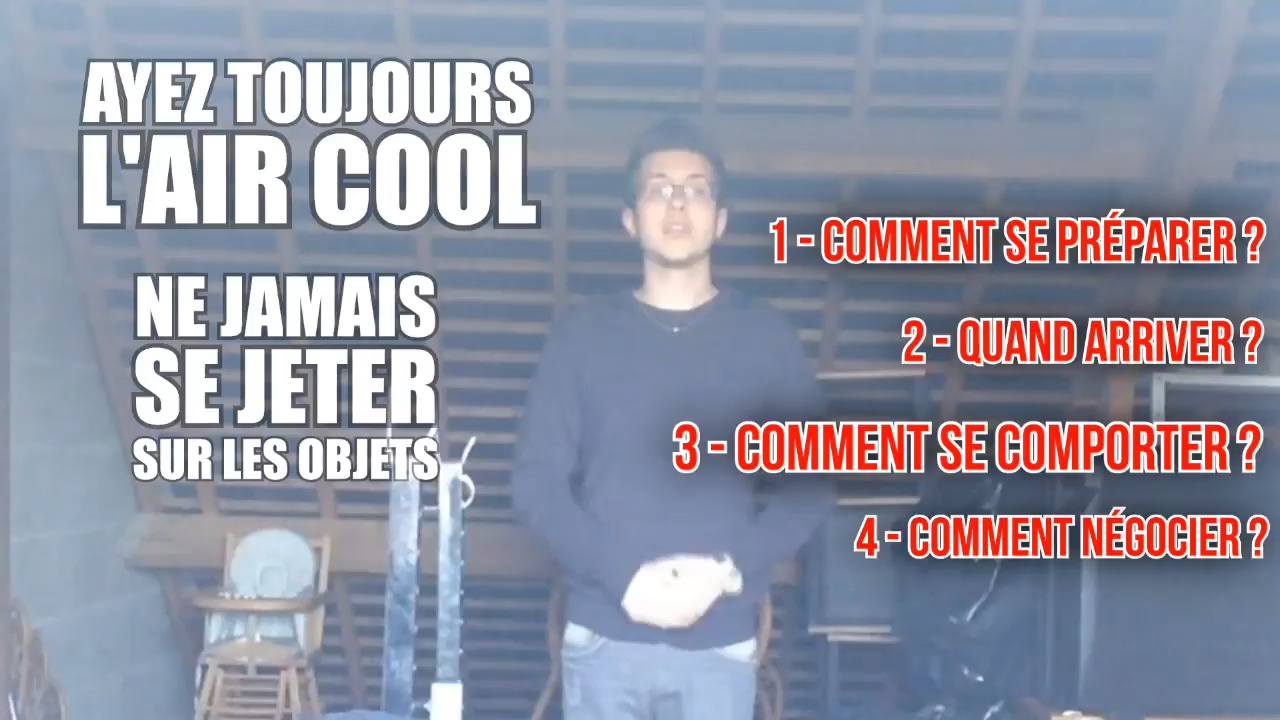 AYEZ TOUJOURS
L'AIR COOL
NE JAMAIS
SE JETER
SUR LES OBJETS
1 - COMMENT SE PRÉPARER ?
2 - QUAND ARRIVER ?
3 - COMMENT SE COMPORTER ?
4 - COMMENT NÉGOCIER ?